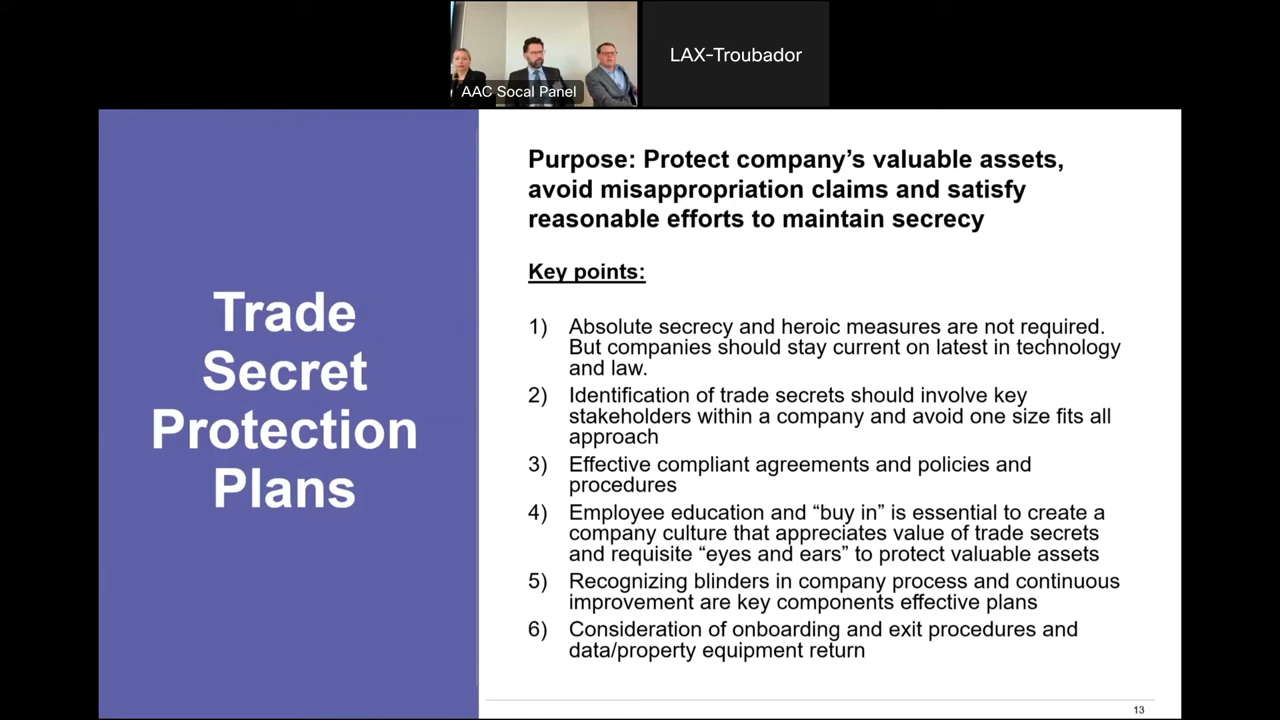 LAX-Troubador
AAC Socal Panel
Trade
Secret
Protection
Plans
Purpose: Protect company’s valuable assets,
avoid misappropriation claims and satisfy
reasonable efforts to maintain secrecy
Key points:
1) Absolute secrecy and heroic measures are not required.
But companies should stay current on latest in technology
and law.
2) Identification of trade secrets should involve key
stakeholders within a company and avoid one size fits all
approach
3) Effective compliant agreements and policies and
procedures
4) Employee education and “buy in” is essential to create a
company culture that appreciates value of trade secrets
and requisite “eyes and ears” to protect valuable assets
5) Recognizing blinders in company process and continuous
improvement are key components effective plans
6) Consideration of onboarding and exit procedures and
data/property equipment return
13